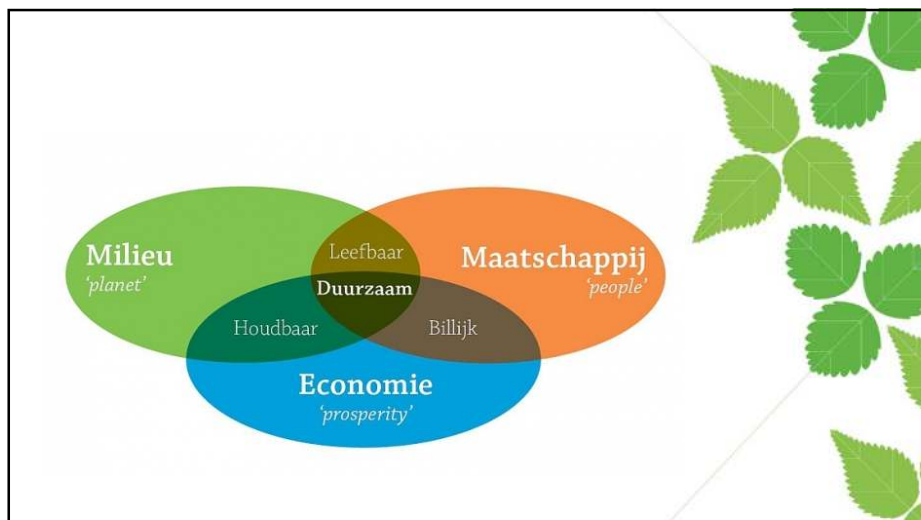 Milieu
'planet'
Leefbaar
Maatschappij
'people'
Duurzaam
Houdbaar
Billijk
Economie
'prosperity'